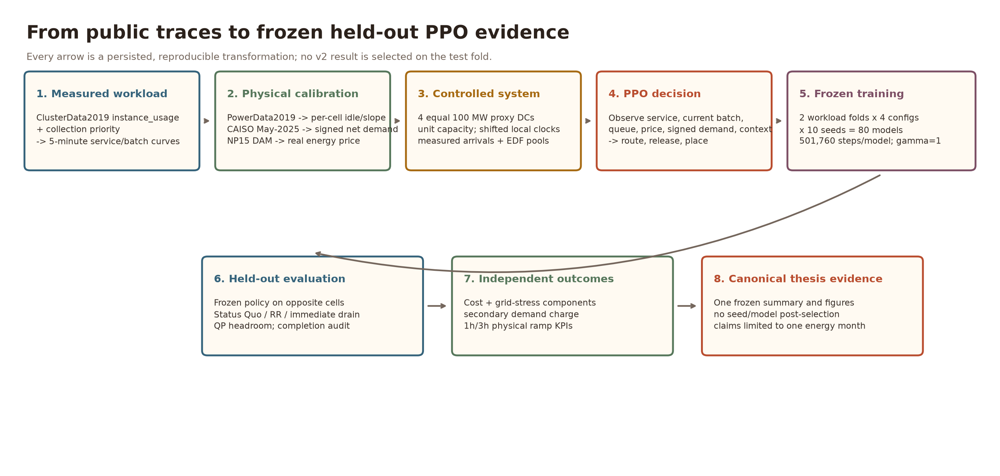 From public traces to frozen held-out PPO evidence
Every arrow is a persisted, reproducible transformation; no v2 result is selected on the test fold.
1. Measured workload
ClusterData2019 instance_usage
+ collection priority
-> 5-minute service/batch curves
2. Physical calibration
PowerData2019 -> per-cell idle/slope
CAISO May-2025 -> signed net demand
NP15 DAM -> real energy price
3. Controlled system
4 equal 100 MW proxy DCs
unit capacity; shifted local clocks
measured arrivals + EDF pools
4. PPO decision
Observe service, current batch,
queue, price, signed demand, context
-> route, release, place
5. Frozen training
2 workload folds x 4 configs
x 10 seeds = 80 models
501,760 steps/model; gamma=1
6. Held-out evaluation
Frozen policy on opposite cells
Status Quo / RR / immediate drain
QP headroom; completion audit
7. Independent outcomes
Cost + grid-stress components
secondary demand charge
1h/3h physical ramp KPIs
8. Canonical thesis evidence
One frozen summary and figures
no seed/model post-selection
claims limited to one energy month